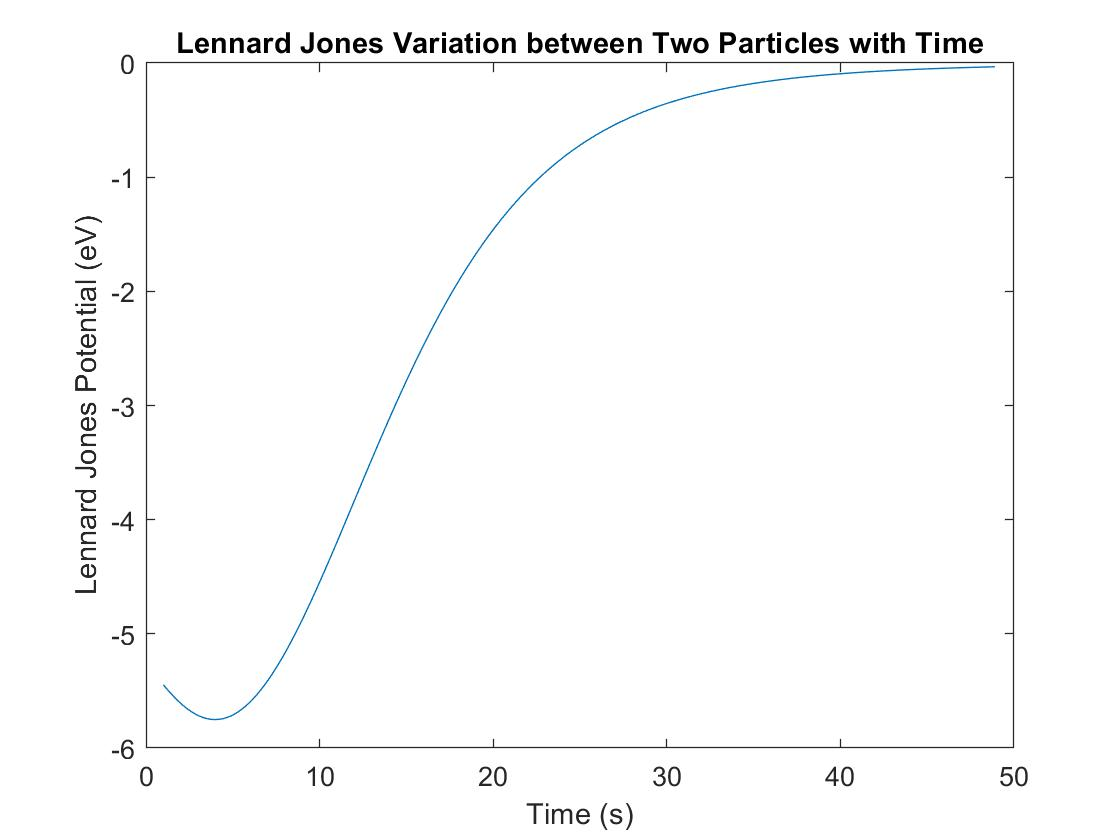 Lennard Jones Variation between Two Particles with Time
Lennard Jones Potential (eV)
0
-1
-2
-3
-4
-5
-6
0 10 20 30 40 50
Time (s)